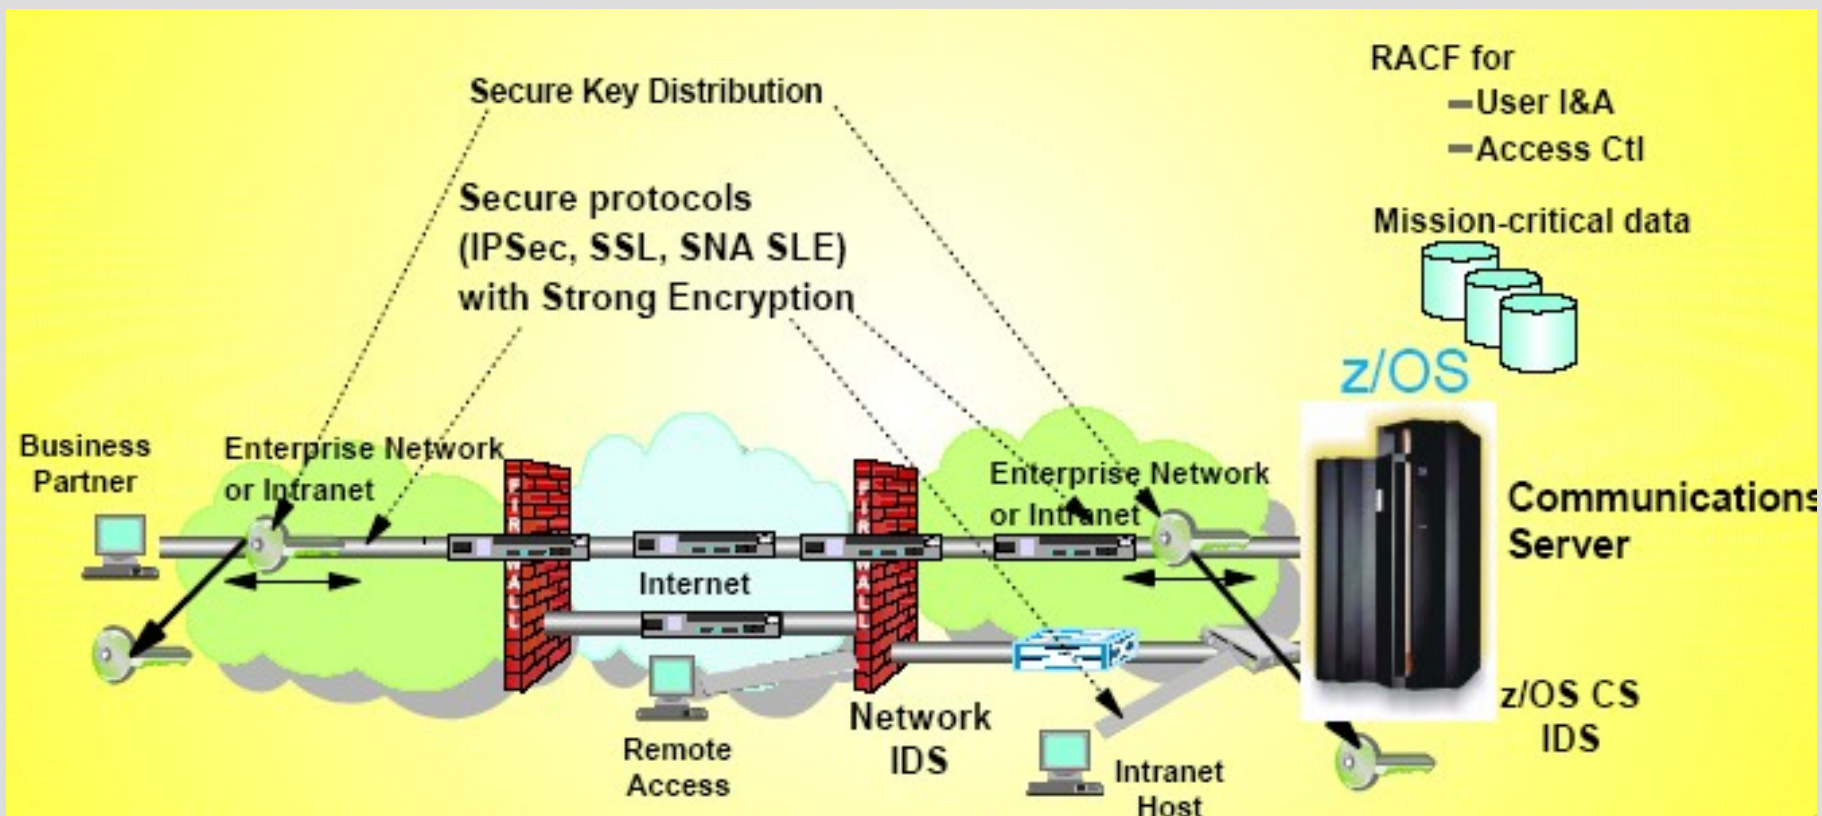 Secure Key Distribution
RACF for
User I&A
Access Ctl
Secure protocols
(IPSec, SSL, SNA SLE)
with Strong Encryption
Mission-critical data
z/OS
Business
Partner
Enterprise Network
or Intranet
FIREWALL
Internet
FIREWALL
Enterprise Network
or Intranet
Communications
Server
Remote
Access
Network
IDS
Intranet
Host
z/OS CS
IDS